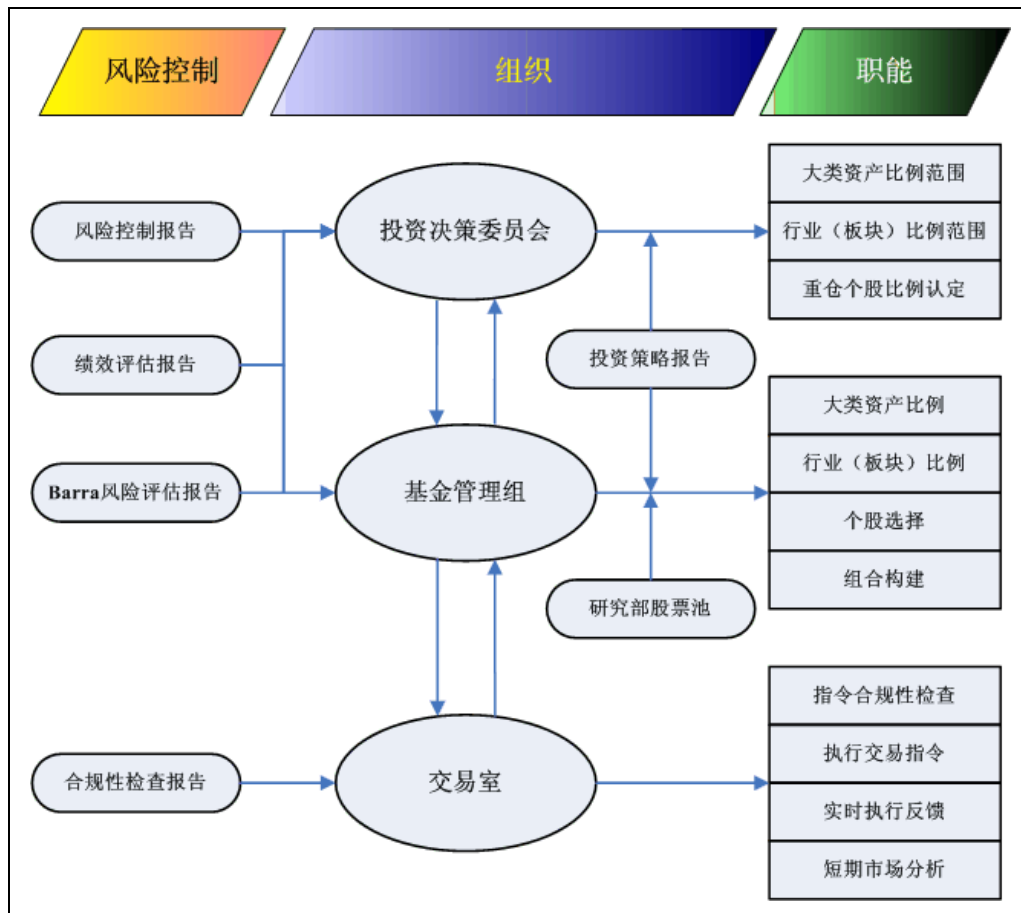 风险控制
组织
职能
风险控制报告
绩效评估报告
Barra风险评估报告
合规性检查报告
投资决策委员会
基金管理组
交易室
投资策略报告
研究部股票池
大类资产比例范围
行业（板块）比例范围
重仓个股比例认定
大类资产比例
行业（板块）比例
个股选择
组合构建
指令合规性检查
执行交易指令
实时执行反馈
短期市场分析